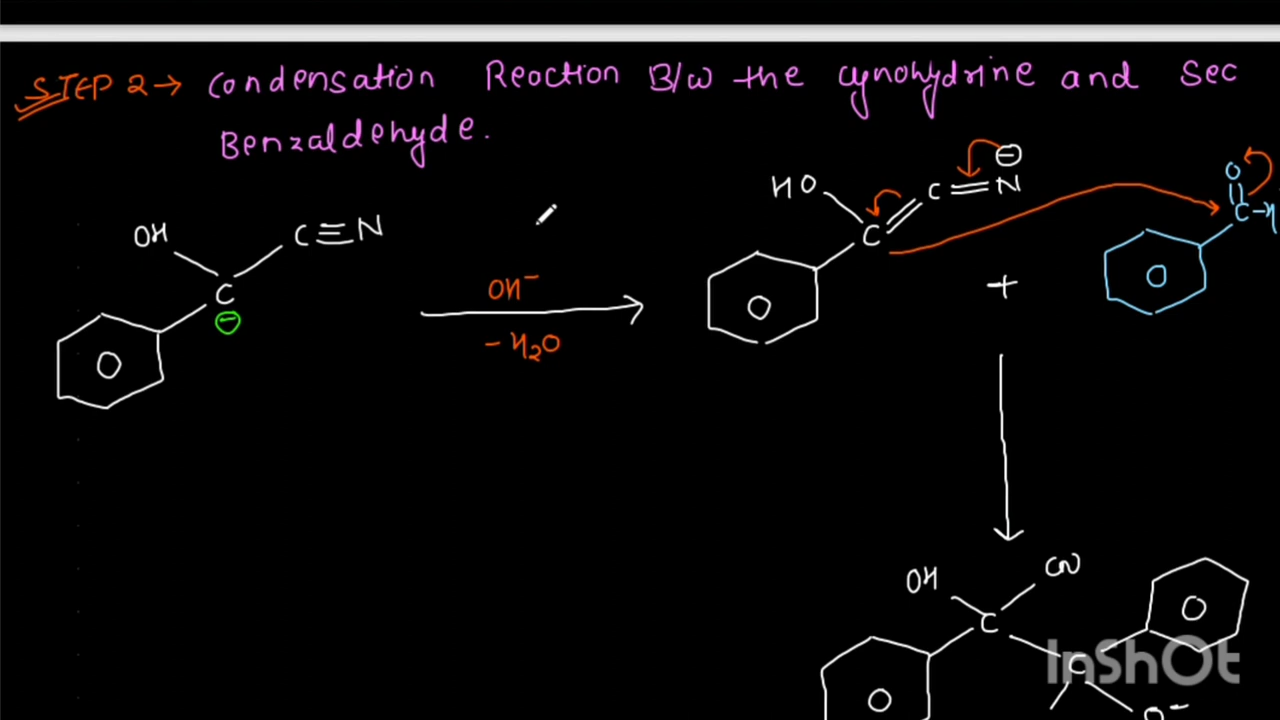 STEP 2 → Condensation Reaction B/w the cynohydrine and Sec
Benzaldehyde.
HO C=N
⊖
O
C-H
OH C≡N
C
⊖
C
OH⁻
-H₂O
+
OH CN
C
C
O⁻
InShOt